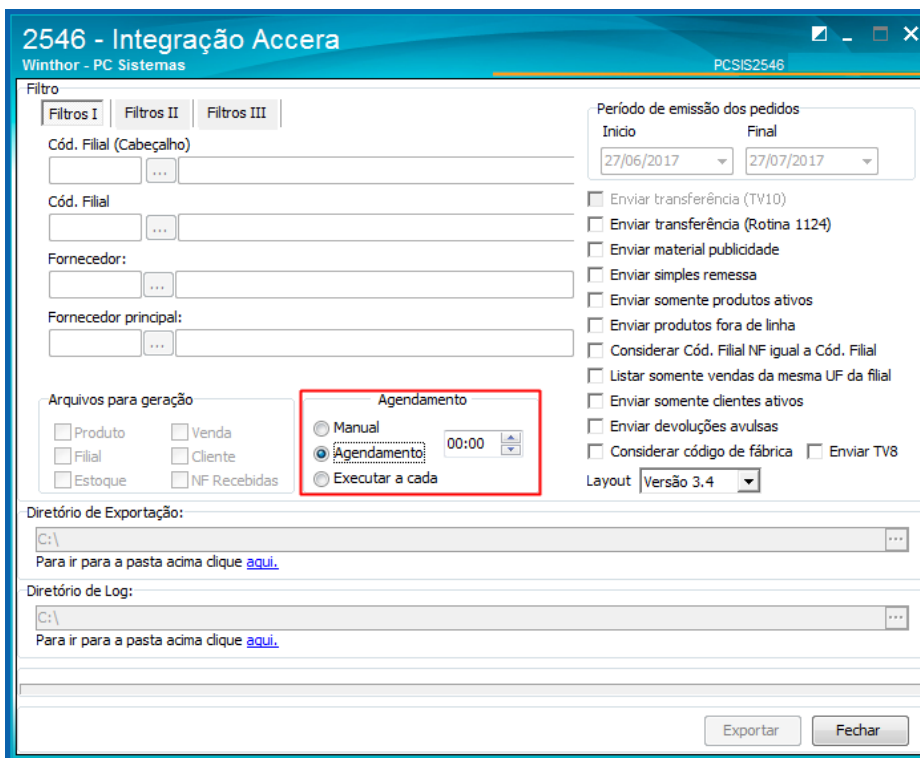 2546 - Integração Accera
Winthor - PC Sistemas
PCSIS2546
Filtro
Filtros I
Filtros II
Filtros III
Cód. Filial (Cabeçalho)
...
Cód. Filial
...
Fornecedor:
...
Fornecedor principal:
...
Período de emissão dos pedidos
Inicio
Final
27/06/2017
27/07/2017
Enviar transferência (TV10)
Enviar transferência (Rotina 1124)
Enviar material publicidade
Enviar simples remessa
Enviar somente produtos ativos
Enviar produtos fora de linha
Considerar Cód. Filial NF igual a Cód. Filial
Listar somente vendas da mesma UF da filial
Enviar somente clientes ativos
Enviar devoluções avulsas
Considerar código de fábrica
Enviar TV8
Layout
Versão 3.4
Arquivos para geração
Produto
Venda
Filial
Cliente
Estoque
NF Recebidas
Agendamento
Manual
Agendamento
00:00
Executar a cada
Diretório de Exportação:
C:\
...
Para ir para a pasta acima clique aqui.
Diretório de Log:
C:\
...
Para ir para a pasta acima clique aqui.
Exportar
Fechar